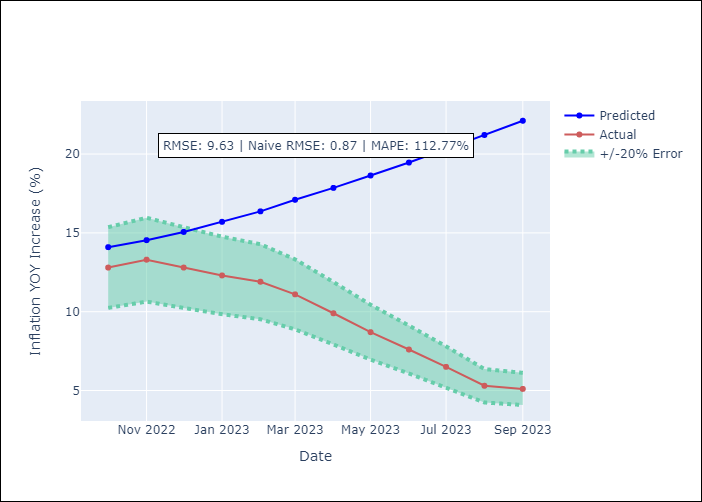 RMSE: 9.63 | Naive RMSE: 0.87 | MAPE: 112.77%
Predicted
Actual
+/-20% Error
Inflation YOY Increase (%)
20
15
10
5
Nov 2022
Jan 2023
Mar 2023
May 2023
Jul 2023
Sep 2023
Date